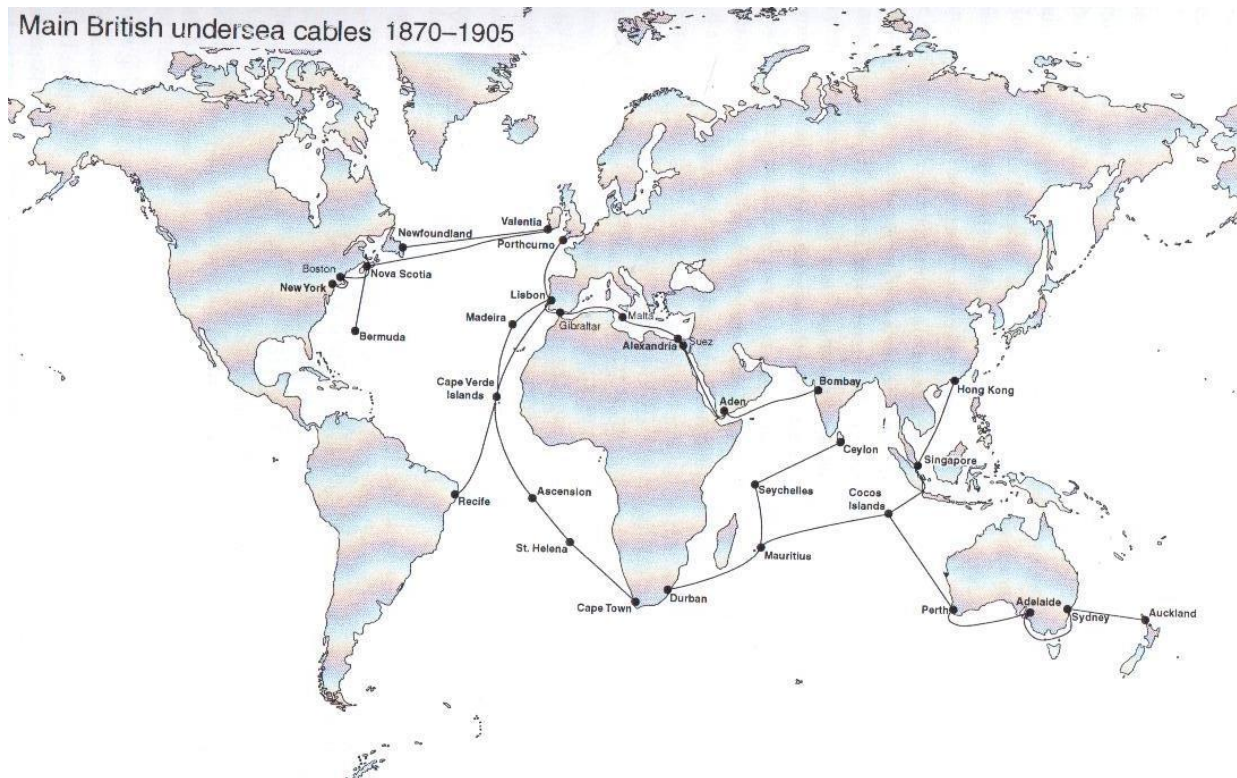 Main British undersea cables 1870–1905
Valentia
Newfoundland
Porthcurno
Boston
Nova Scotia
New York
Lisbon
Madeira
Gibraltar
Malta
Bermuda
Suez
Alexandria
Cape Verde
Islands
Bombay
Hong Kong
Aden
Ceylon
Singapore
Recife
Ascension
Seychelles
Cocos
Islands
St. Helena
Mauritius
Durban
Cape Town
Perth
Adelaide
Sydney
Auckland